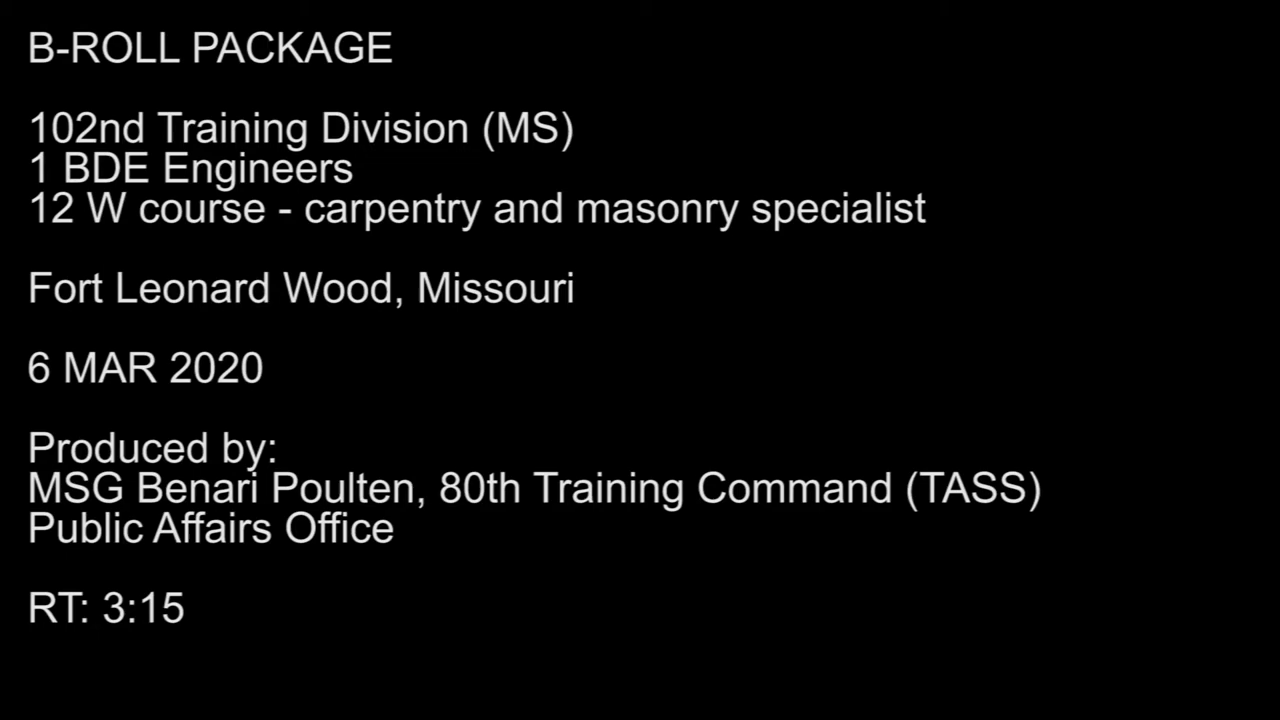 B-ROLL PACKAGE
102nd Training Division (MS)
1 BDE Engineers
12 W course - carpentry and masonry specialist
Fort Leonard Wood, Missouri
6 MAR 2020
Produced by:
MSG Benari Poulten, 80th Training Command (TASS)
Public Affairs Office
RT: 3:15